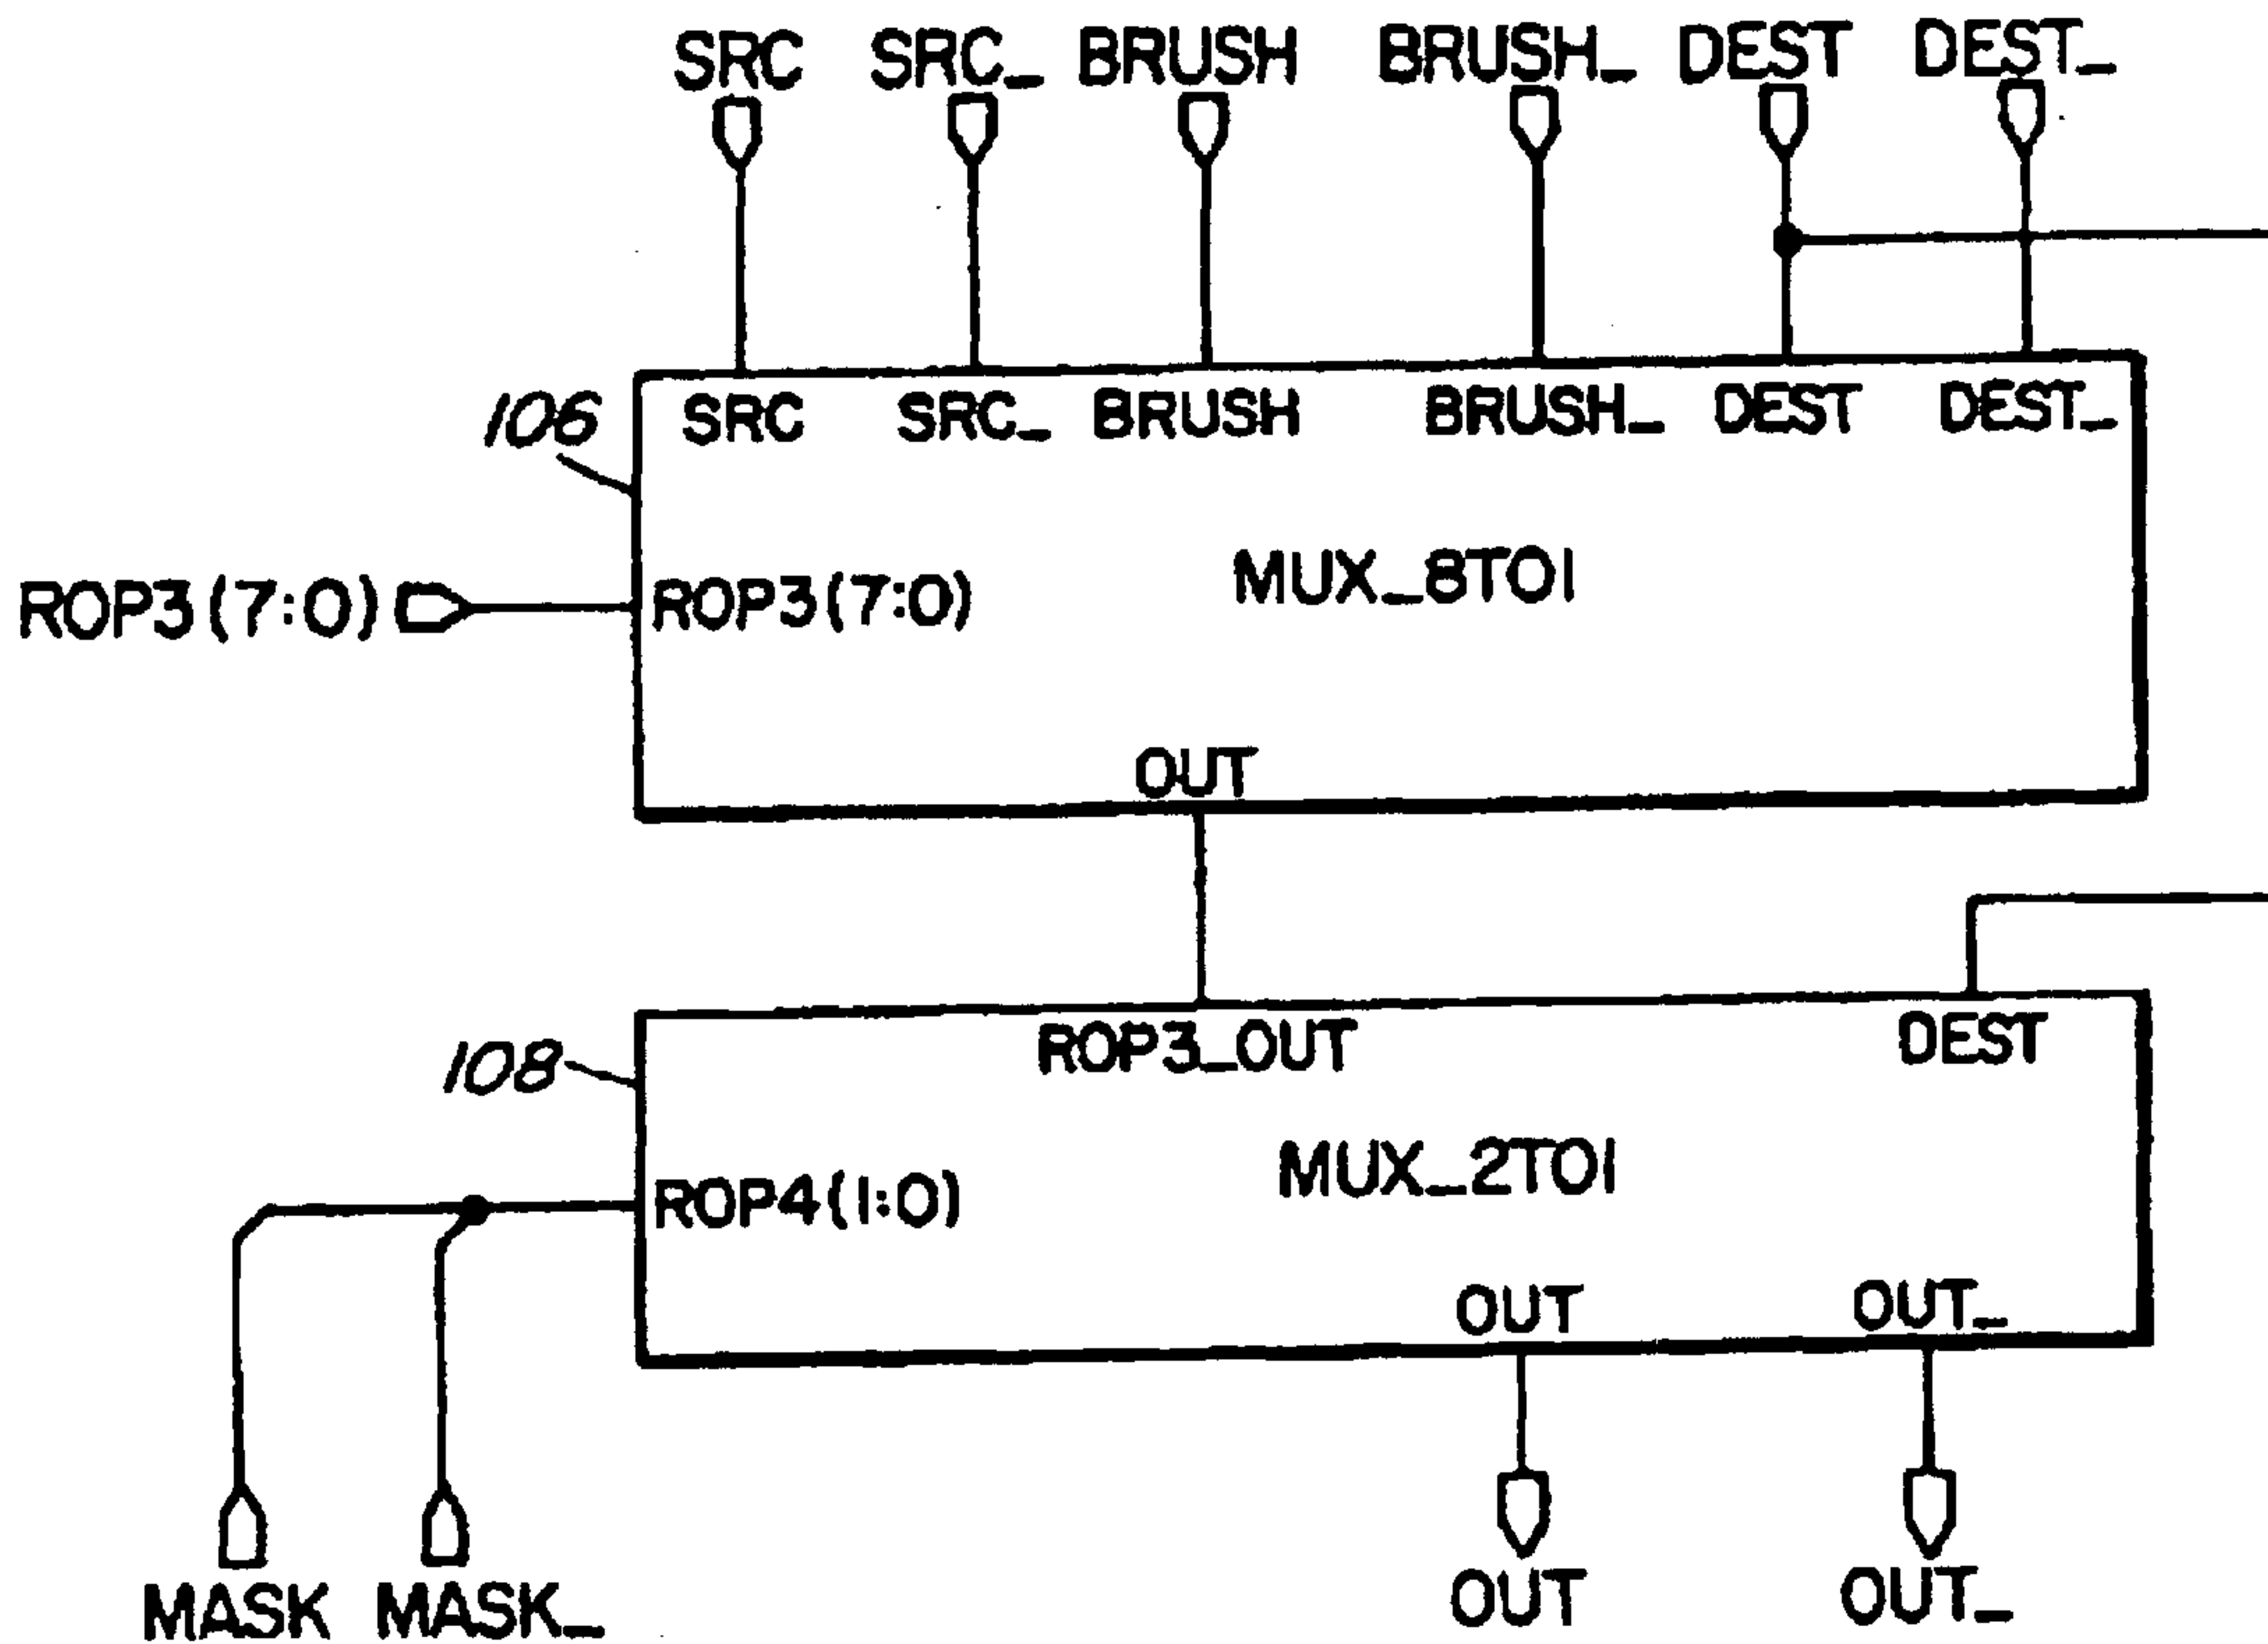 SRC SRC_ BRUSH BRUSH_ DEST DEST_
SRC SRC_ BRUSH BRUSH_ DEST DEST_
106
MUX_8TO1
ROP3(7:0) ROP3(7:0)
OUT
ROP3_OUT DEST
108
MUX_2TO1
ROP4(1:0)
OUT OUT_
MASK MASK_ OUT OUT_